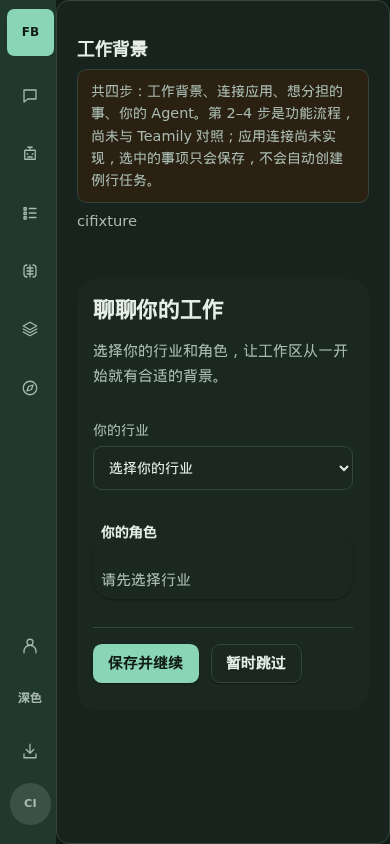 FB
工作背景
共四步：工作背景、连接应用、想分担的
事、你的 Agent。第 2–4 步是功能流程，
尚未与 Teamily 对照；应用连接尚未实
现，选中的事项只会保存，不会自动创建
例行任务。
cifixture
聊聊你的工作
选择你的行业和角色，让工作区从一开
始就有合适的背景。
你的行业
选择你的行业
你的角色
请先选择行业
保存并继续
暂时跳过
深色
CI